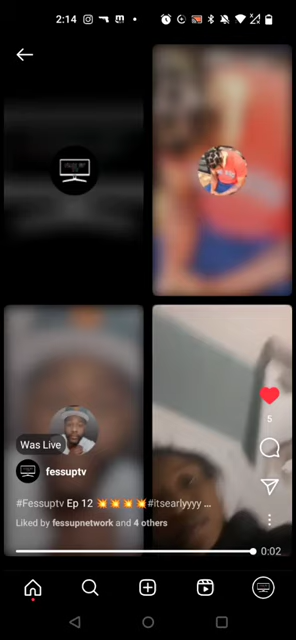 2:14
Was Live
fessuptv
#Fessuptv Ep 12 💥💥💥💥#itsearlyyyy ...
Liked by fessupnetwork and 4 others
5
0:02